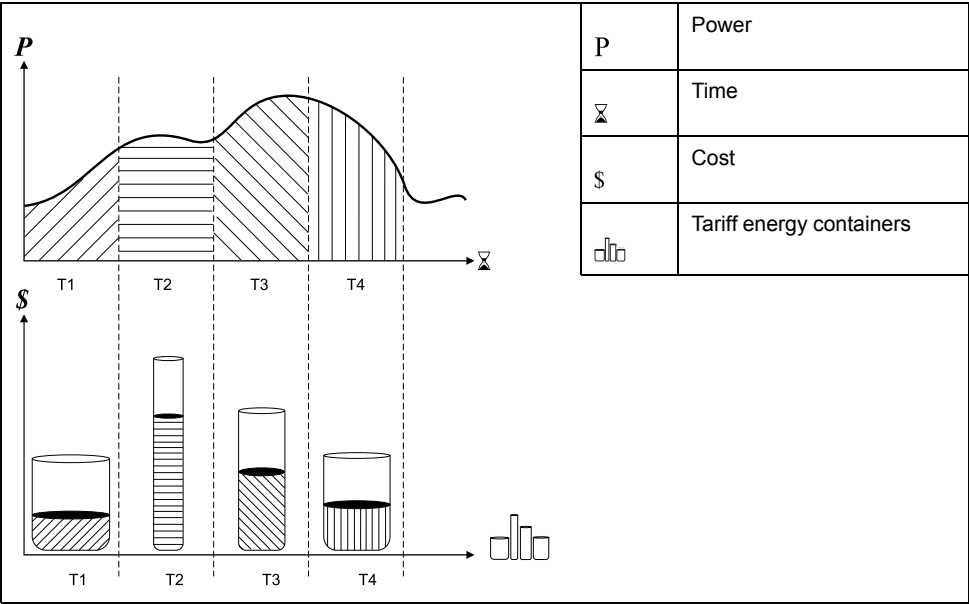 P
T1 T2 T3 T4
$
T1 T2 T3 T4
P Power
Time
$ Cost
Tariff energy containers